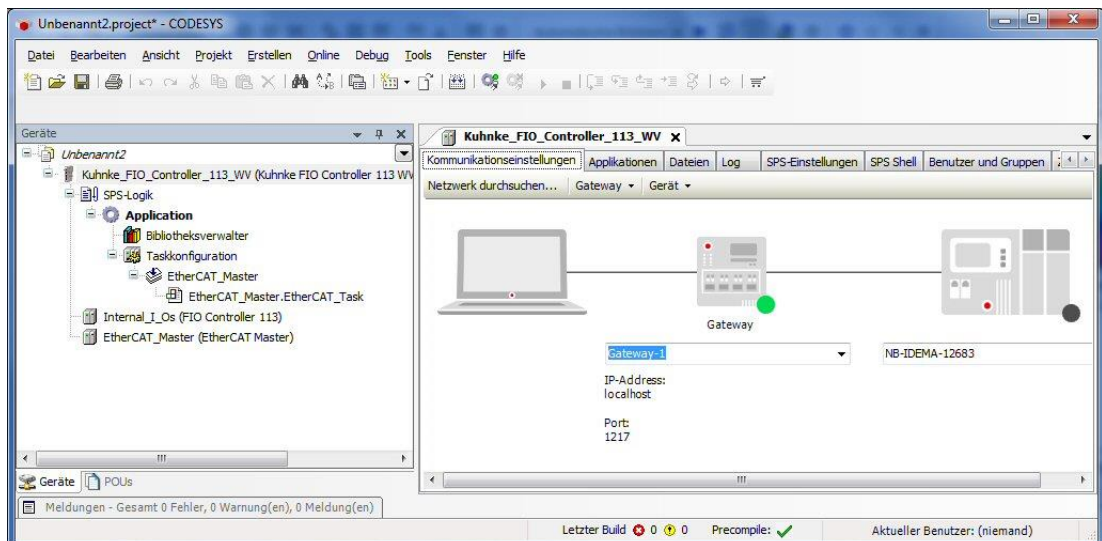 Unbenannt2.project* - CODESYS
Datei Bearbeiten Ansicht Projekt Erstellen Online Debug Tools Fenster Hilfe
Geräte
Unbenannt2
Kuhnke_FIO_Controller_113_WV (Kuhnke FIO Controller 113 WV
SPS-Logik
Application
Bibliotheksverwalter
Taskkonfiguration
EtherCAT_Master
EtherCAT_Master.EtherCAT_Task
Internal_I_Os (FIO Controller 113)
EtherCAT_Master (EtherCAT Master)
Geräte POUs
Kuhnke_FIO_Controller_113_WV
Kommunikationseinstellungen Applikationen Dateien Log SPS-Einstellungen SPS Shell Benutzer und Gruppen
Netzwerk durchsuchen... Gateway Gerät
Gateway
Gateway-1 NB-IDEMA-12683
IP-Address:
localhost
Port:
1217
Meldungen - Gesamt 0 Fehler, 0 Warnung(en), 0 Meldung(en)
Letzter Build 0 0 Precompile: Aktueller Benutzer: (niemand)